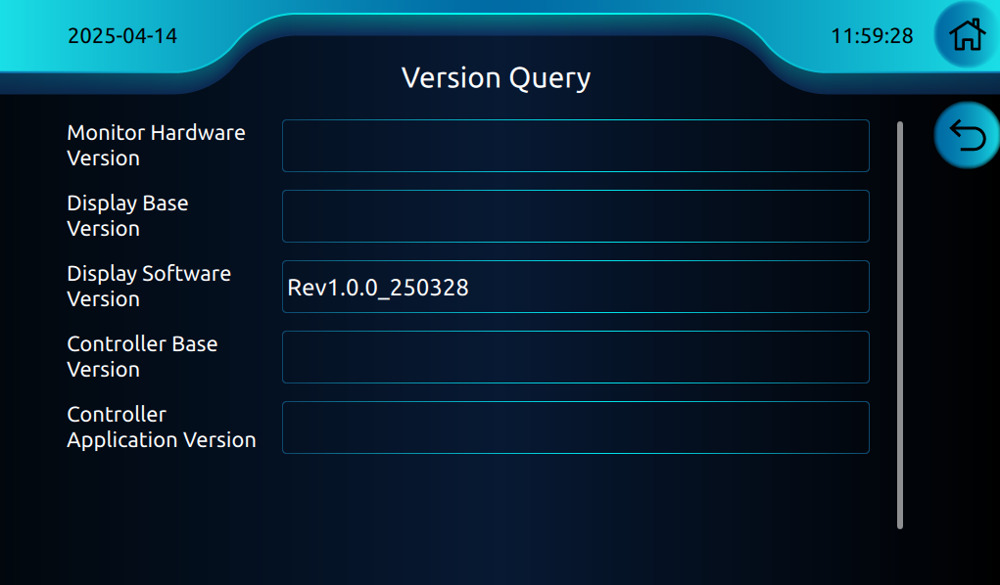 2025-04-14
11:59:28
Version Query
Monitor Hardware
Version
Display Base
Version
Display Software
Version
Rev1.0.0_250328
Controller Base
Version
Controller
Application Version